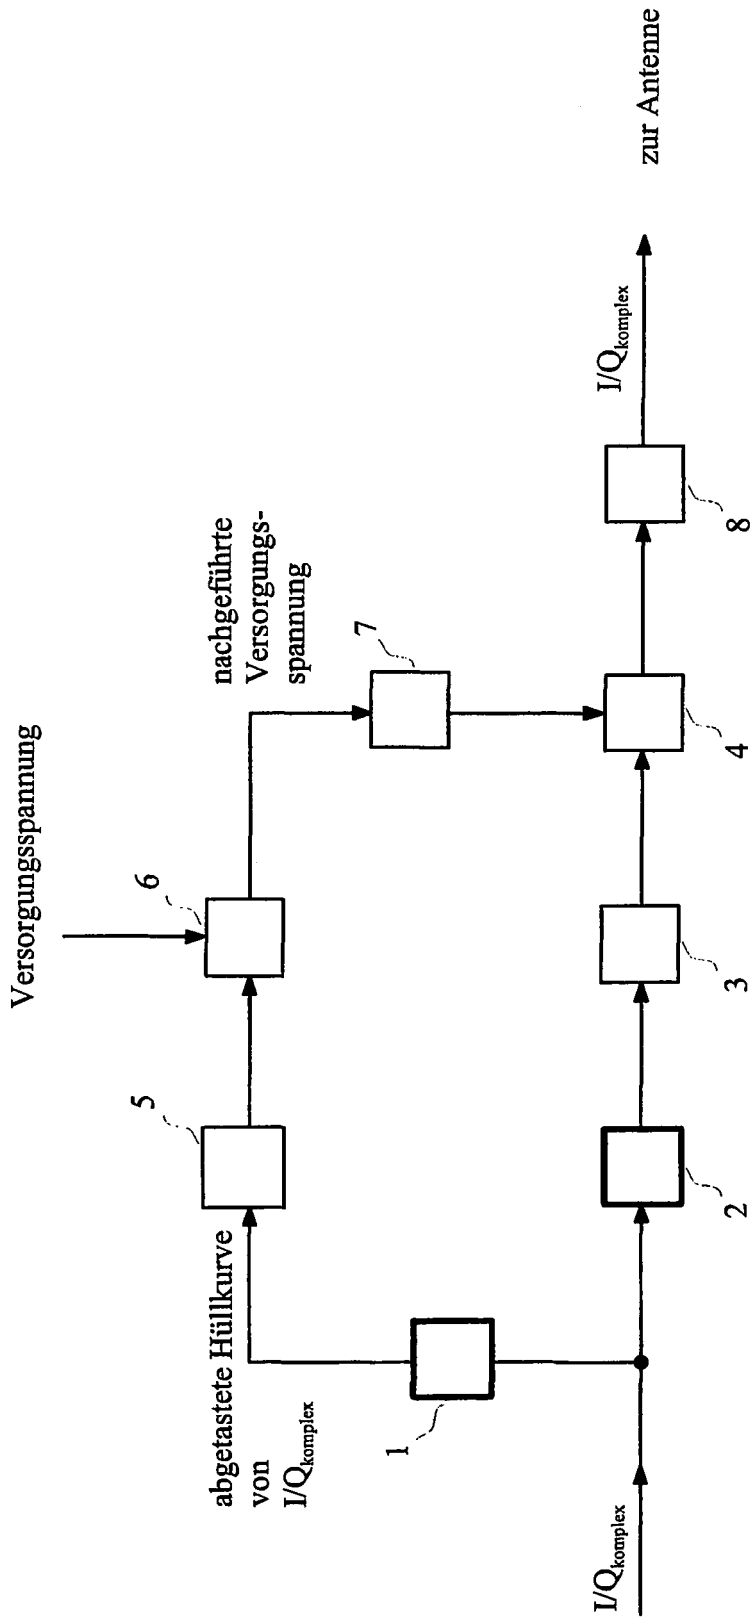 Versorgungsspannung
abgetastete Hüllkurve
von
I/Q_komplex
5
6
nachgeführte
Versorgungs-
spannung
1
7
I/Q_komplex
I/Q_komplex
zur Antenne
2
3
4
8